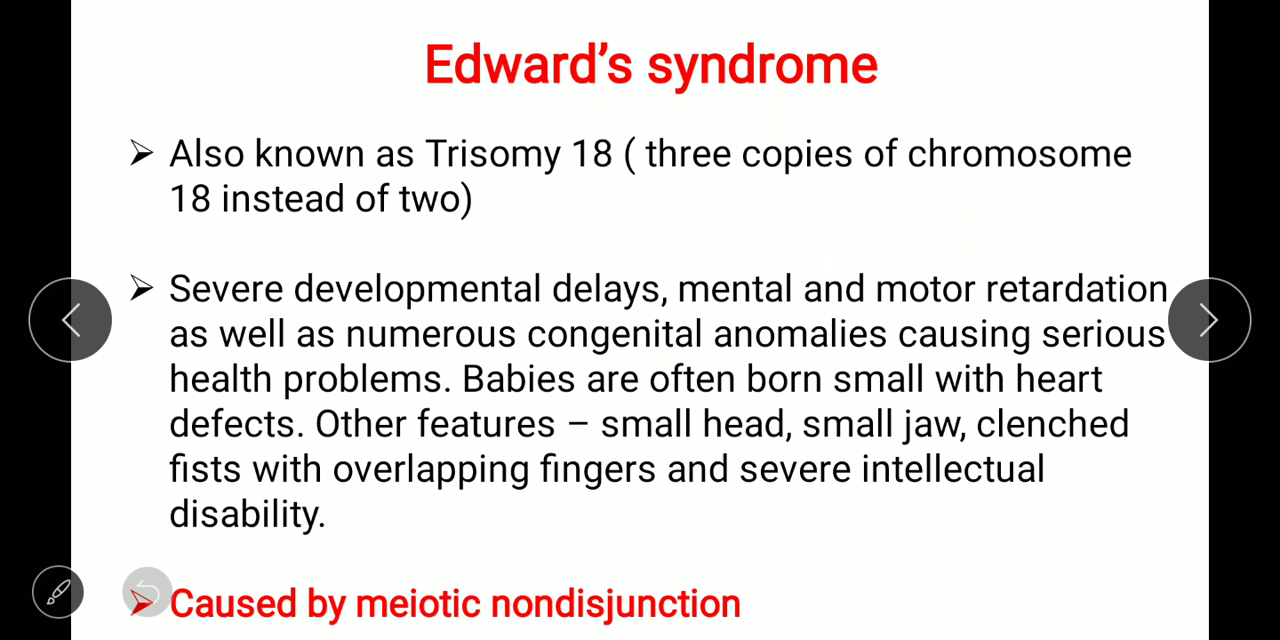 Edward’s syndrome
➢ Also known as Trisomy 18 ( three copies of chromosome
18 instead of two)
➢ Severe developmental delays, mental and motor retardation
as well as numerous congenital anomalies causing serious
health problems. Babies are often born small with heart
defects. Other features – small head, small jaw, clenched
fists with overlapping fingers and severe intellectual
disability.
➢ Caused by meiotic nondisjunction